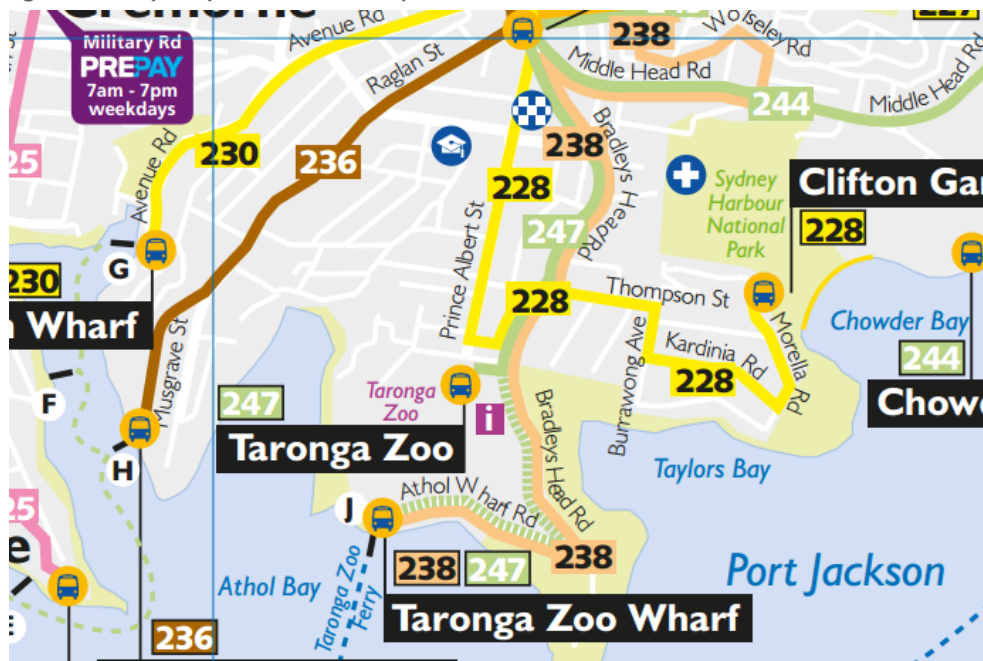 Avenue Rd
238
Wolseley Rd
Military Rd
PREPAY
7am - 7pm
weekdays
Raglan St
Middle Head Rd
244
Middle Head Rd
25
Avenue Rd
230
236
238
Bradleys Head Rd
228
Sydney
Harbour
National
Park
Clifton Gar
228
247
Prince Albert St
G
230
Wharf
228
Thompson St
Chowder Bay
Morella Rd
Burrawong Ave
Kardinia Rd
228
244
Chow
Musgrave St
F
H
247
Taronga
Zoo
i
Taronga Zoo
Bradleys Head Rd
Taylors Bay
Athol Wharf Rd
J
25
e
238
238
247
Port Jackson
Athol Bay
Taronga Zoo
Ferry
Taronga Zoo Wharf
236